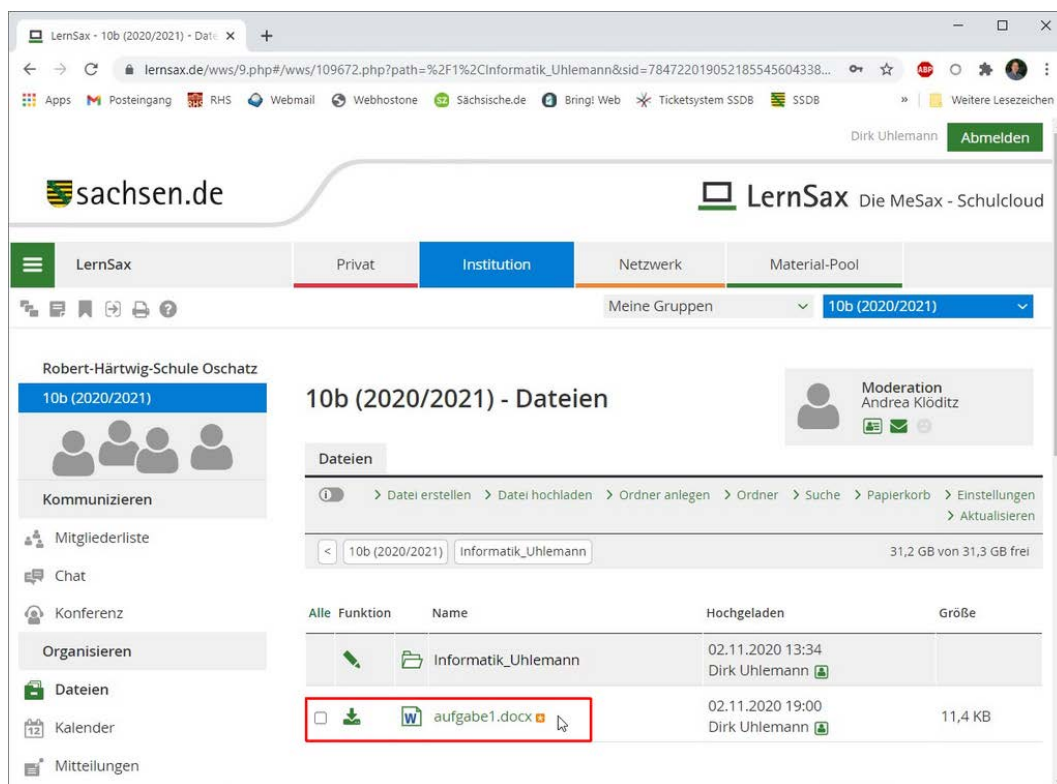 LernSax - 10b (2020/2021) - Date
lernsax.de/wws/9.php#/wws/109672.php?path=%2F1%2CInformatik_Uhlemann&sid=784722019052185545604338...
ABP
Apps Posteingang RHS Webmail Webhostone SZ Sächsische.de Bring! Web Ticketsystem SSDB SSDB » Weitere Lesezeichen
Dirk Uhlemann Abmelden
sachsen.de
LernSax Die MeSax - Schulcloud
LernSax Privat Institution Netzwerk Material-Pool
Meine Gruppen 10b (2020/2021)
Robert-Härtwig-Schule Oschatz
10b (2020/2021)
Kommunizieren
Mitgliederliste
Chat
Konferenz
Organisieren
Dateien
12 Kalender
Mitteilungen
10b (2020/2021) - Dateien
Moderation
Andrea Klöditz
Dateien
> Datei erstellen > Datei hochladen > Ordner anlegen > Ordner > Suche > Papierkorb > Einstellungen
> Aktualisieren
< 10b (2020/2021) Informatik_Uhlemann 31,2 GB von 31,3 GB frei
Alle Funktion Name Hochgeladen Größe
Informatik_Uhlemann 02.11.2020 13:34
Dirk Uhlemann
W aufgabe1.docx 02.11.2020 19:00 11,4 KB
Dirk Uhlemann